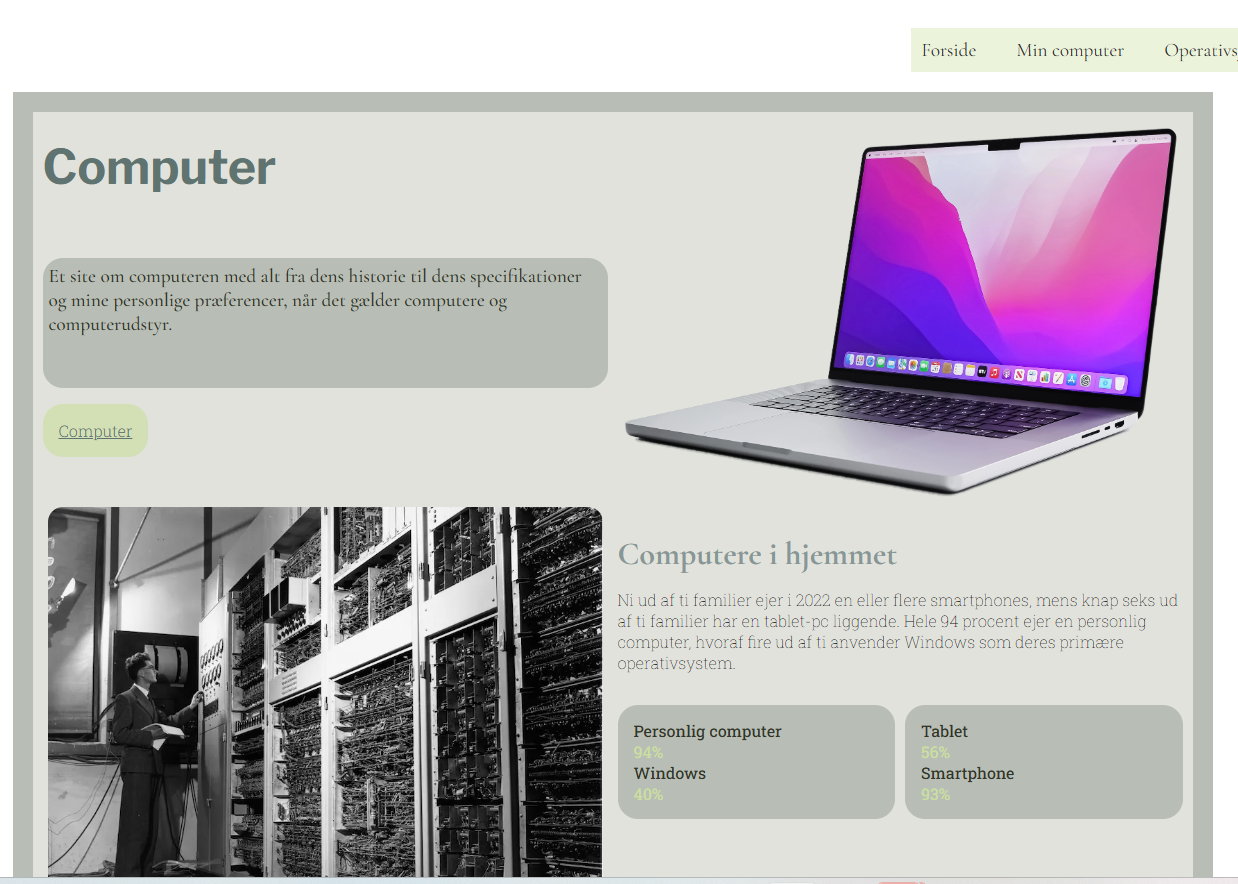 Forside Min computer
Computer
Et site om computeren med alt fra dens historie til dens specifikationer
og mine personlige præferencer, når det gælder computere og
computerudstyr.
Computer
Computere i hjemmet
Ni ud af ti familier ejer i 2022 en eller flere smartphones, mens knap seks ud
af ti familier har en tablet-pc liggende. Hele 94 procent ejer en personlig
computer, hvoraf fire ud af ti anvender Windows som deres primære
operativsystem.
Personlig computer
94%
Windows
40%
Tablet
56%
Smartphone
93%